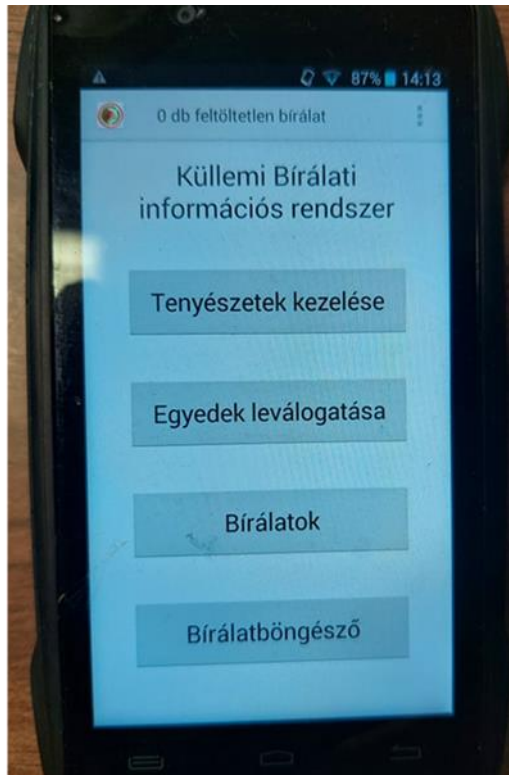 87% 14:13
0 db feltöltetlen bírálat
Küllemi Bírálati
információs rendszer
Tenyészetek kezelése
Egyedek leválogatása
Bírálatok
Bírálatböngésző